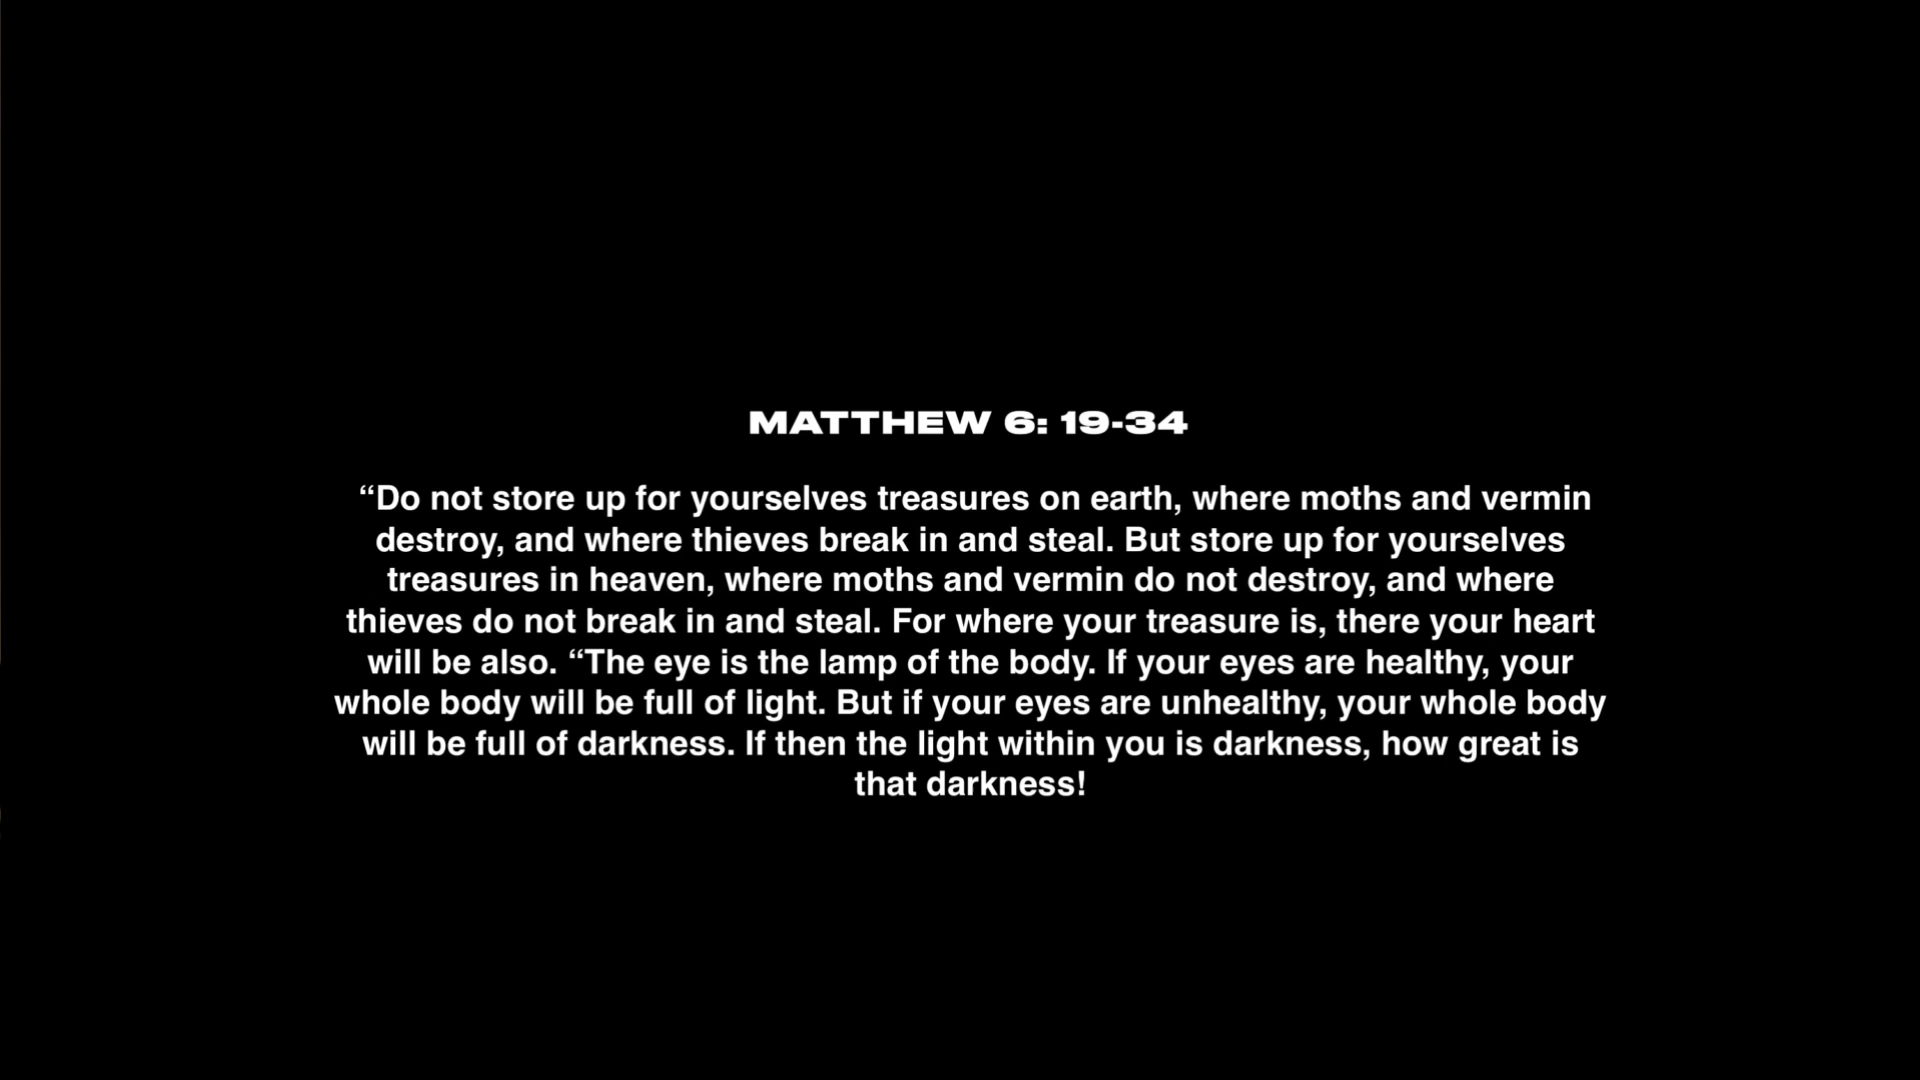 MATTHEW 6: 19-34
“Do not store up for yourselves treasures on earth, where moths and vermin
destroy, and where thieves break in and steal. But store up for yourselves
treasures in heaven, where moths and vermin do not destroy, and where
thieves do not break in and steal. For where your treasure is, there your heart
will be also. “The eye is the lamp of the body. If your eyes are healthy, your
whole body will be full of light. But if your eyes are unhealthy, your whole body
will be full of darkness. If then the light within you is darkness, how great is
that darkness!